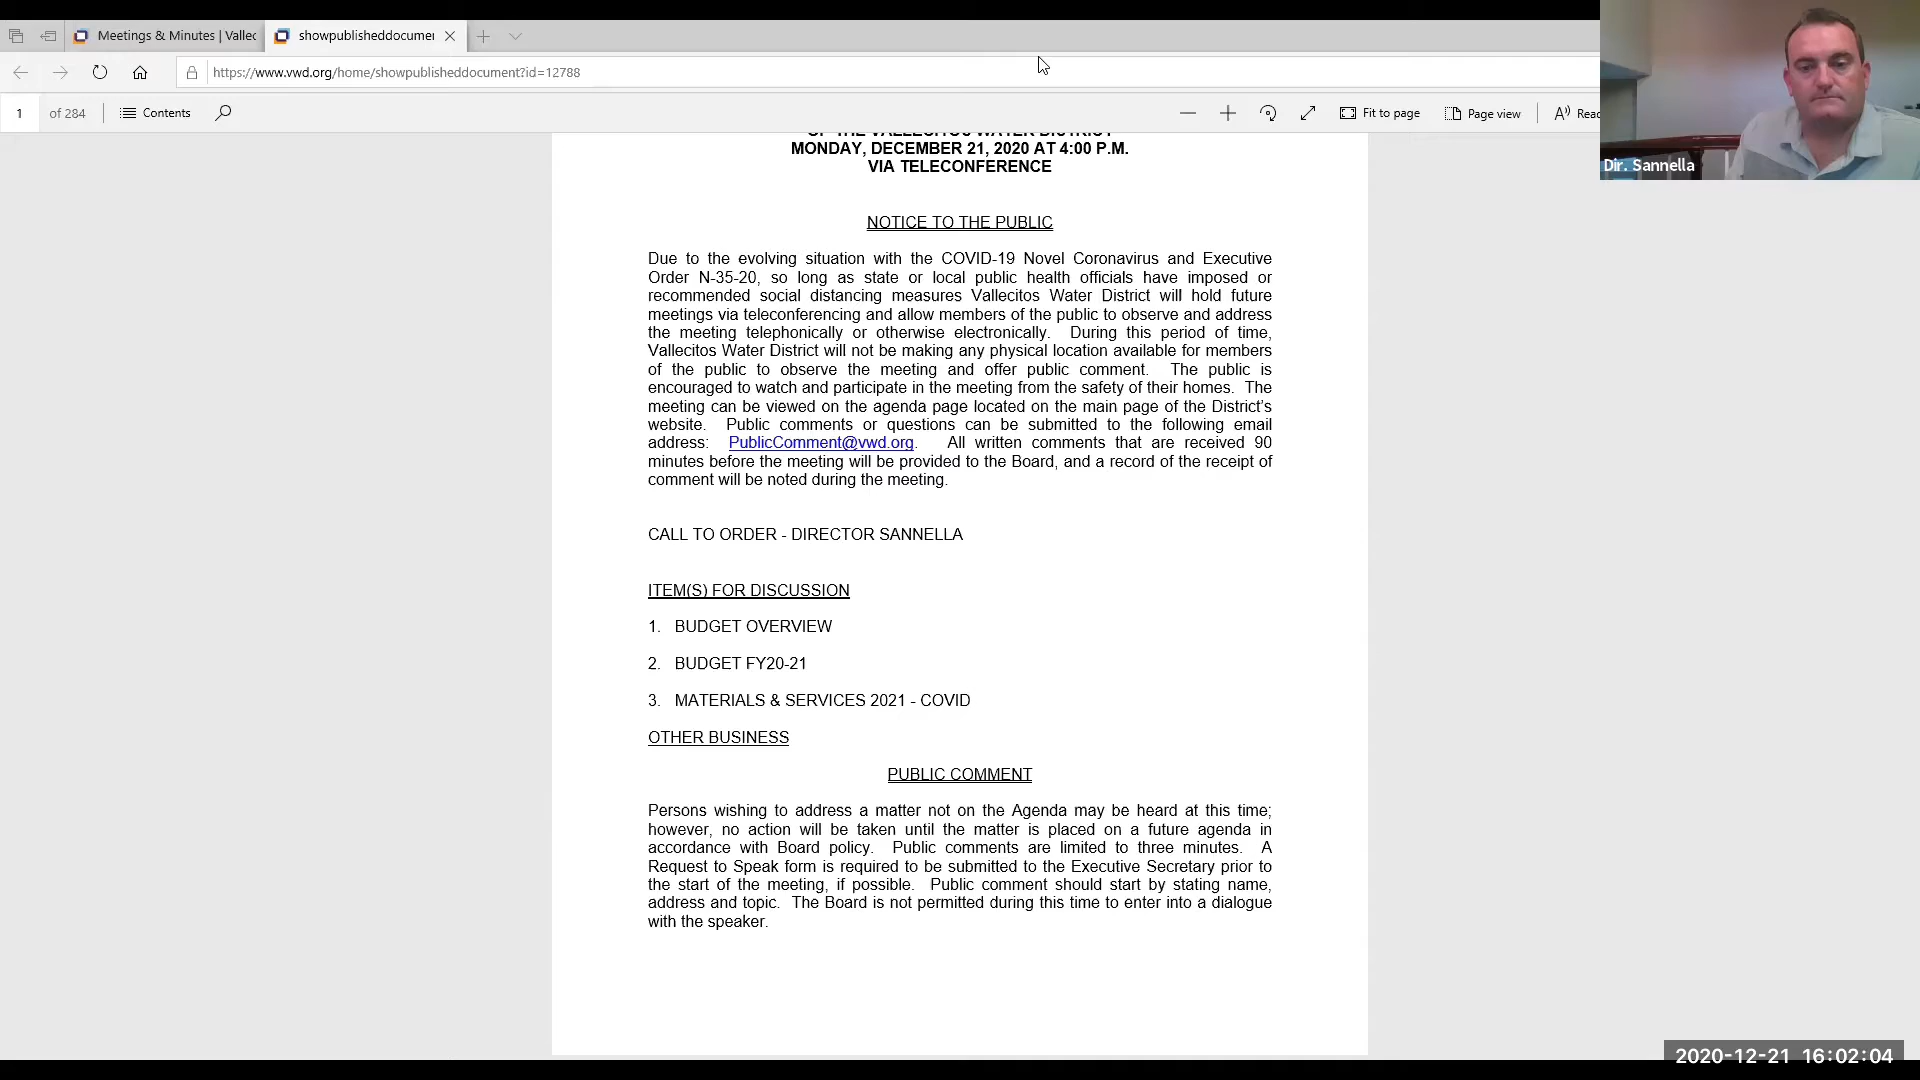 Meetings & Minutes | Vallec
showpublisheddocumen
https://www.vwd.org/home/showpublisheddocument?id=12788
1 of 284
Contents
Fit to page
Page view
Read
Dir. Sannella
OF THE VALLECITOS WATER DISTRICT
MONDAY, DECEMBER 21, 2020 AT 4:00 P.M.
VIA TELECONFERENCE
NOTICE TO THE PUBLIC
Due to the evolving situation with the COVID-19 Novel Coronavirus and Executive
Order N-35-20, so long as state or local public health officials have imposed or
recommended social distancing measures Vallecitos Water District will hold future
meetings via teleconferencing and allow members of the public to observe and address
the meeting telephonically or otherwise electronically. During this period of time,
Vallecitos Water District will not be making any physical location available for members
of the public to observe the meeting and offer public comment. The public is
encouraged to watch and participate in the meeting from the safety of their homes. The
meeting can be viewed on the agenda page located on the main page of the District's
website. Public comments or questions can be submitted to the following email
address: PublicComment@vwd.org. All written comments that are received 90
minutes before the meeting will be provided to the Board, and a record of the receipt of
comment will be noted during the meeting.
CALL TO ORDER - DIRECTOR SANNELLA
ITEM(S) FOR DISCUSSION
1. BUDGET OVERVIEW
2. BUDGET FY20-21
3. MATERIALS & SERVICES 2021 - COVID
OTHER BUSINESS
PUBLIC COMMENT
Persons wishing to address a matter not on the Agenda may be heard at this time;
however, no action will be taken until the matter is placed on a future agenda in
accordance with Board policy. Public comments are limited to three minutes. A
Request to Speak form is required to be submitted to the Executive Secretary prior to
the start of the meeting, if possible. Public comment should start by stating name,
address and topic. The Board is not permitted during this time to enter into a dialogue
with the speaker.
2020-12-21 16:02:04